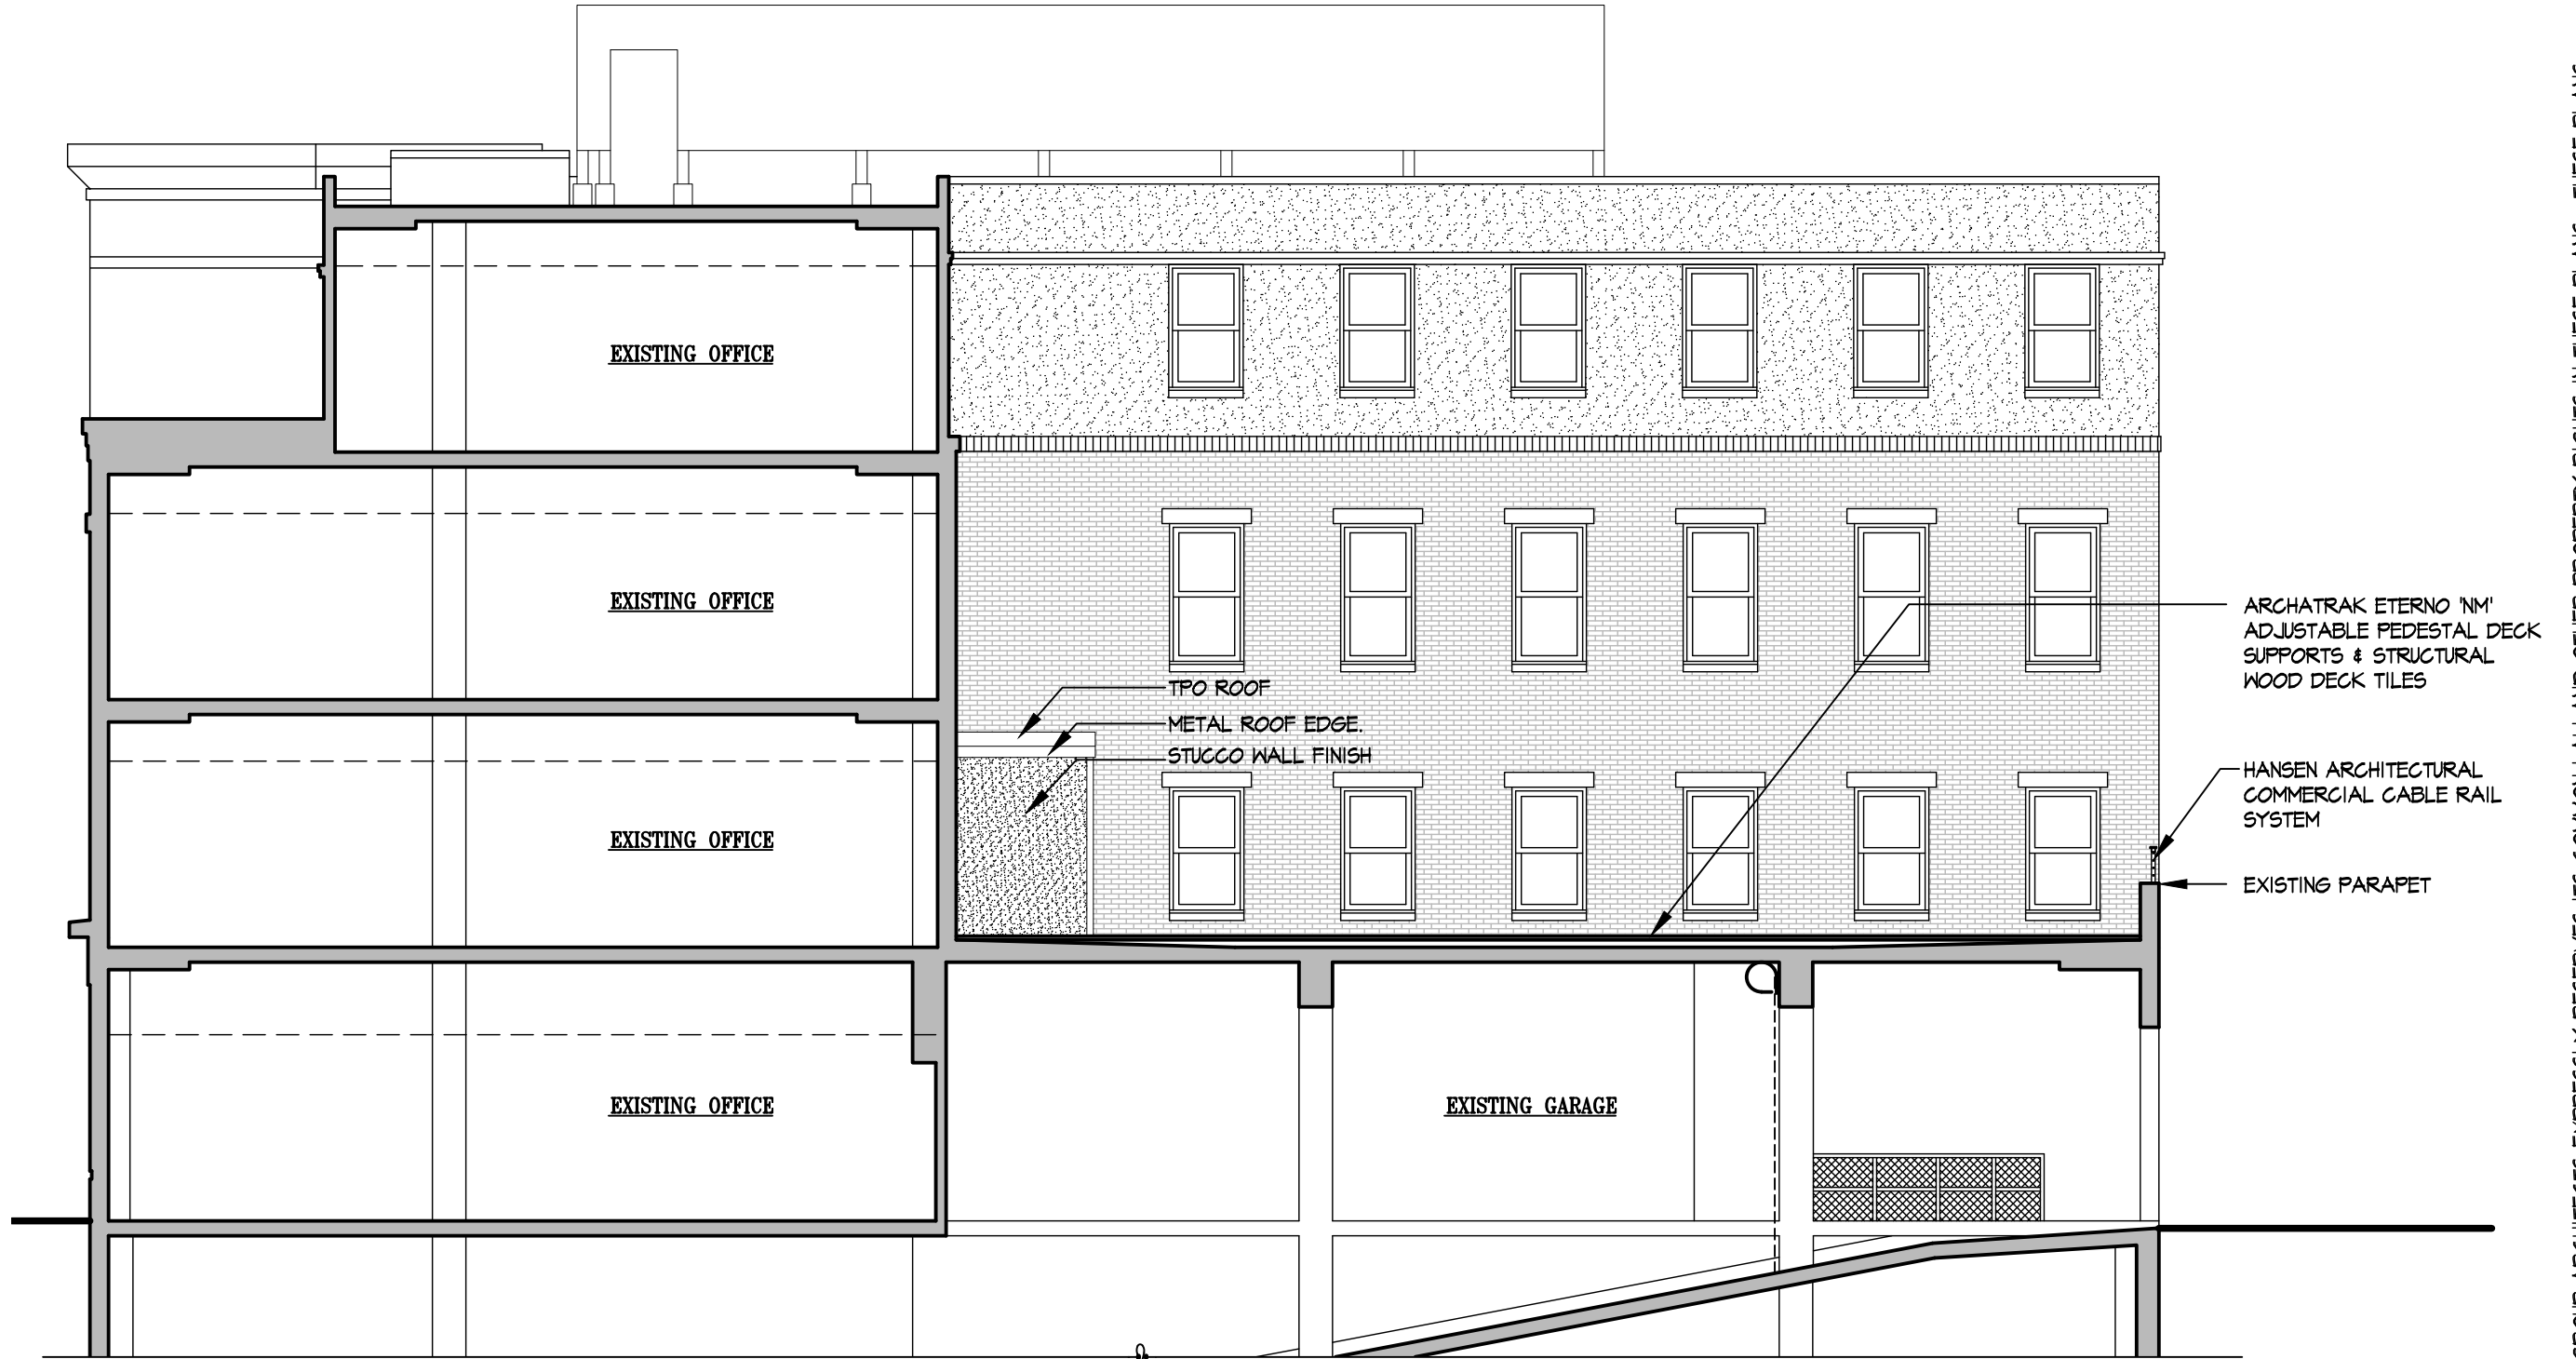 EXISTING OFFICE
EXISTING OFFICE
ARCHATRAK ETERNO 'NM'
ADJUSTABLE PEDESTAL DECK
SUPPORTS & STRUCTURAL
WOOD DECK TILES
TPO ROOF
METAL ROOF EDGE.
STUCCO WALL FINISH
HANSEN ARCHITECTURAL
COMMERCIAL CABLE RAIL
SYSTEM
EXISTING OFFICE
EXISTING PARAPET
EXISTING OFFICE
EXISTING GARAGE